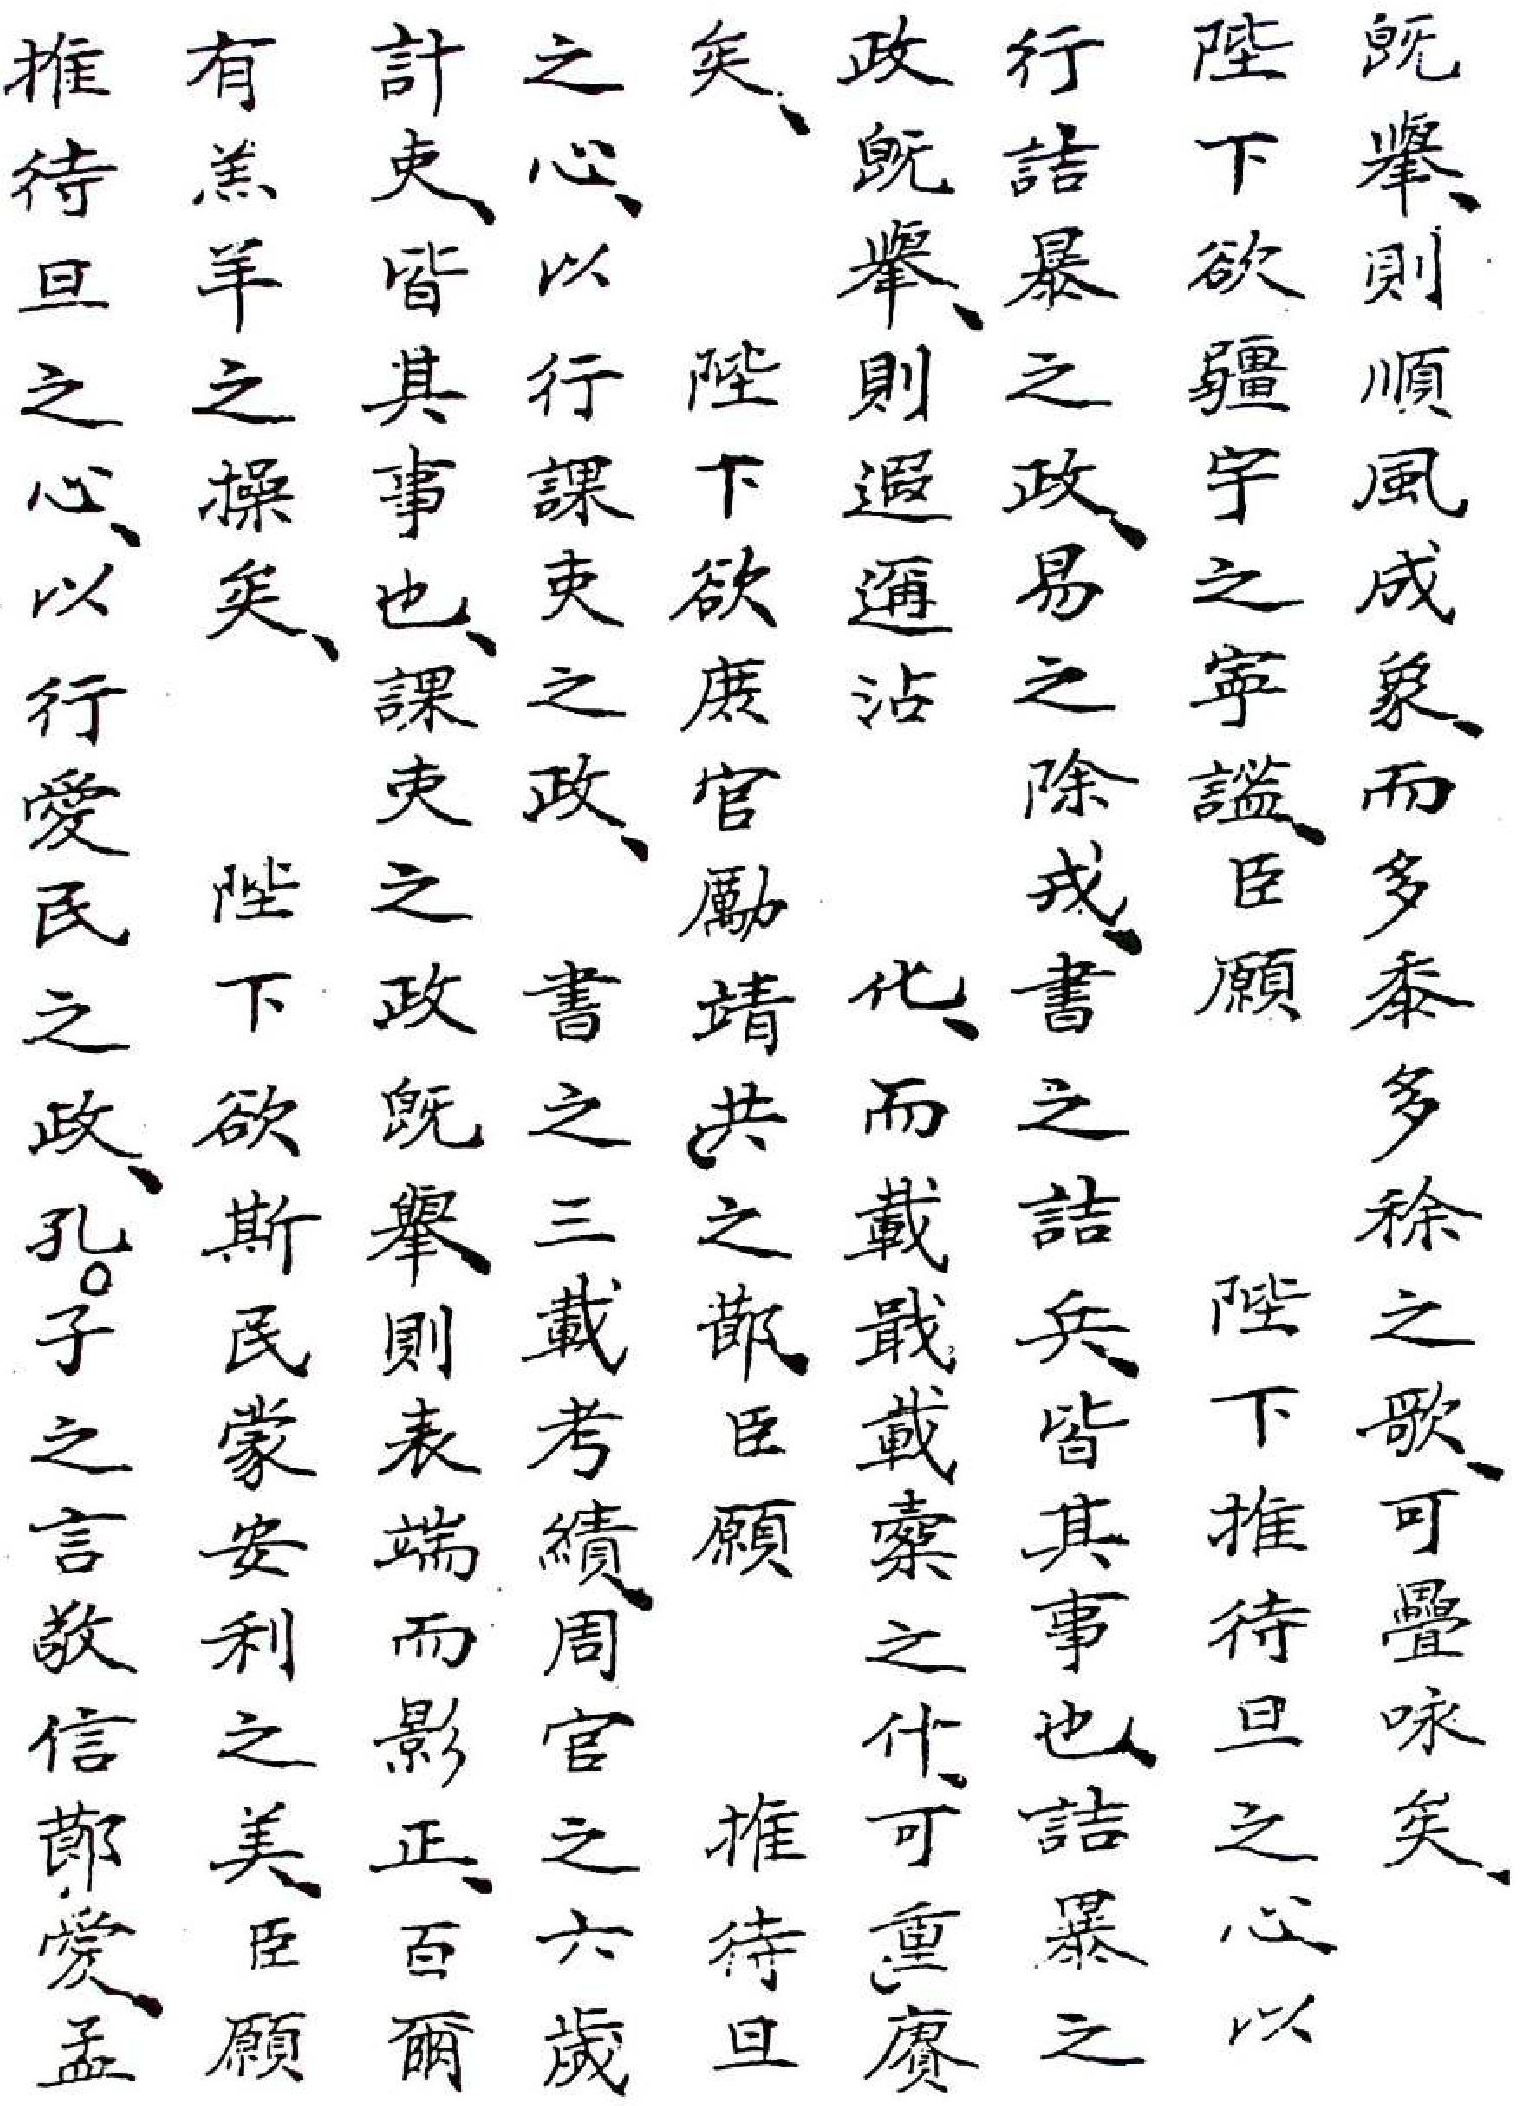 既舉、則順風成象、而多黍多稌之歌、可疊咏矣、
陛下欲疆宇之寧謐、臣願陛下推待旦之心、以
行詰暴之政、易之除戎、書之詰兵、皆其事也、詰暴之
政既舉、則遐邇沾化、而載戢載櫜之什、可重賡
矣、陛下欲庶官勵靖共之節、臣願推待旦
之心、以行課吏之政、書之三載考績、周官之六歲
計吏、皆其事也、課吏之政既舉、則表端而影正、百爾
有羔羊之操矣、陛下欲斯民蒙安利之美、臣願
推待旦之心、以行愛民之政、孔子之言敬信節愛、孟